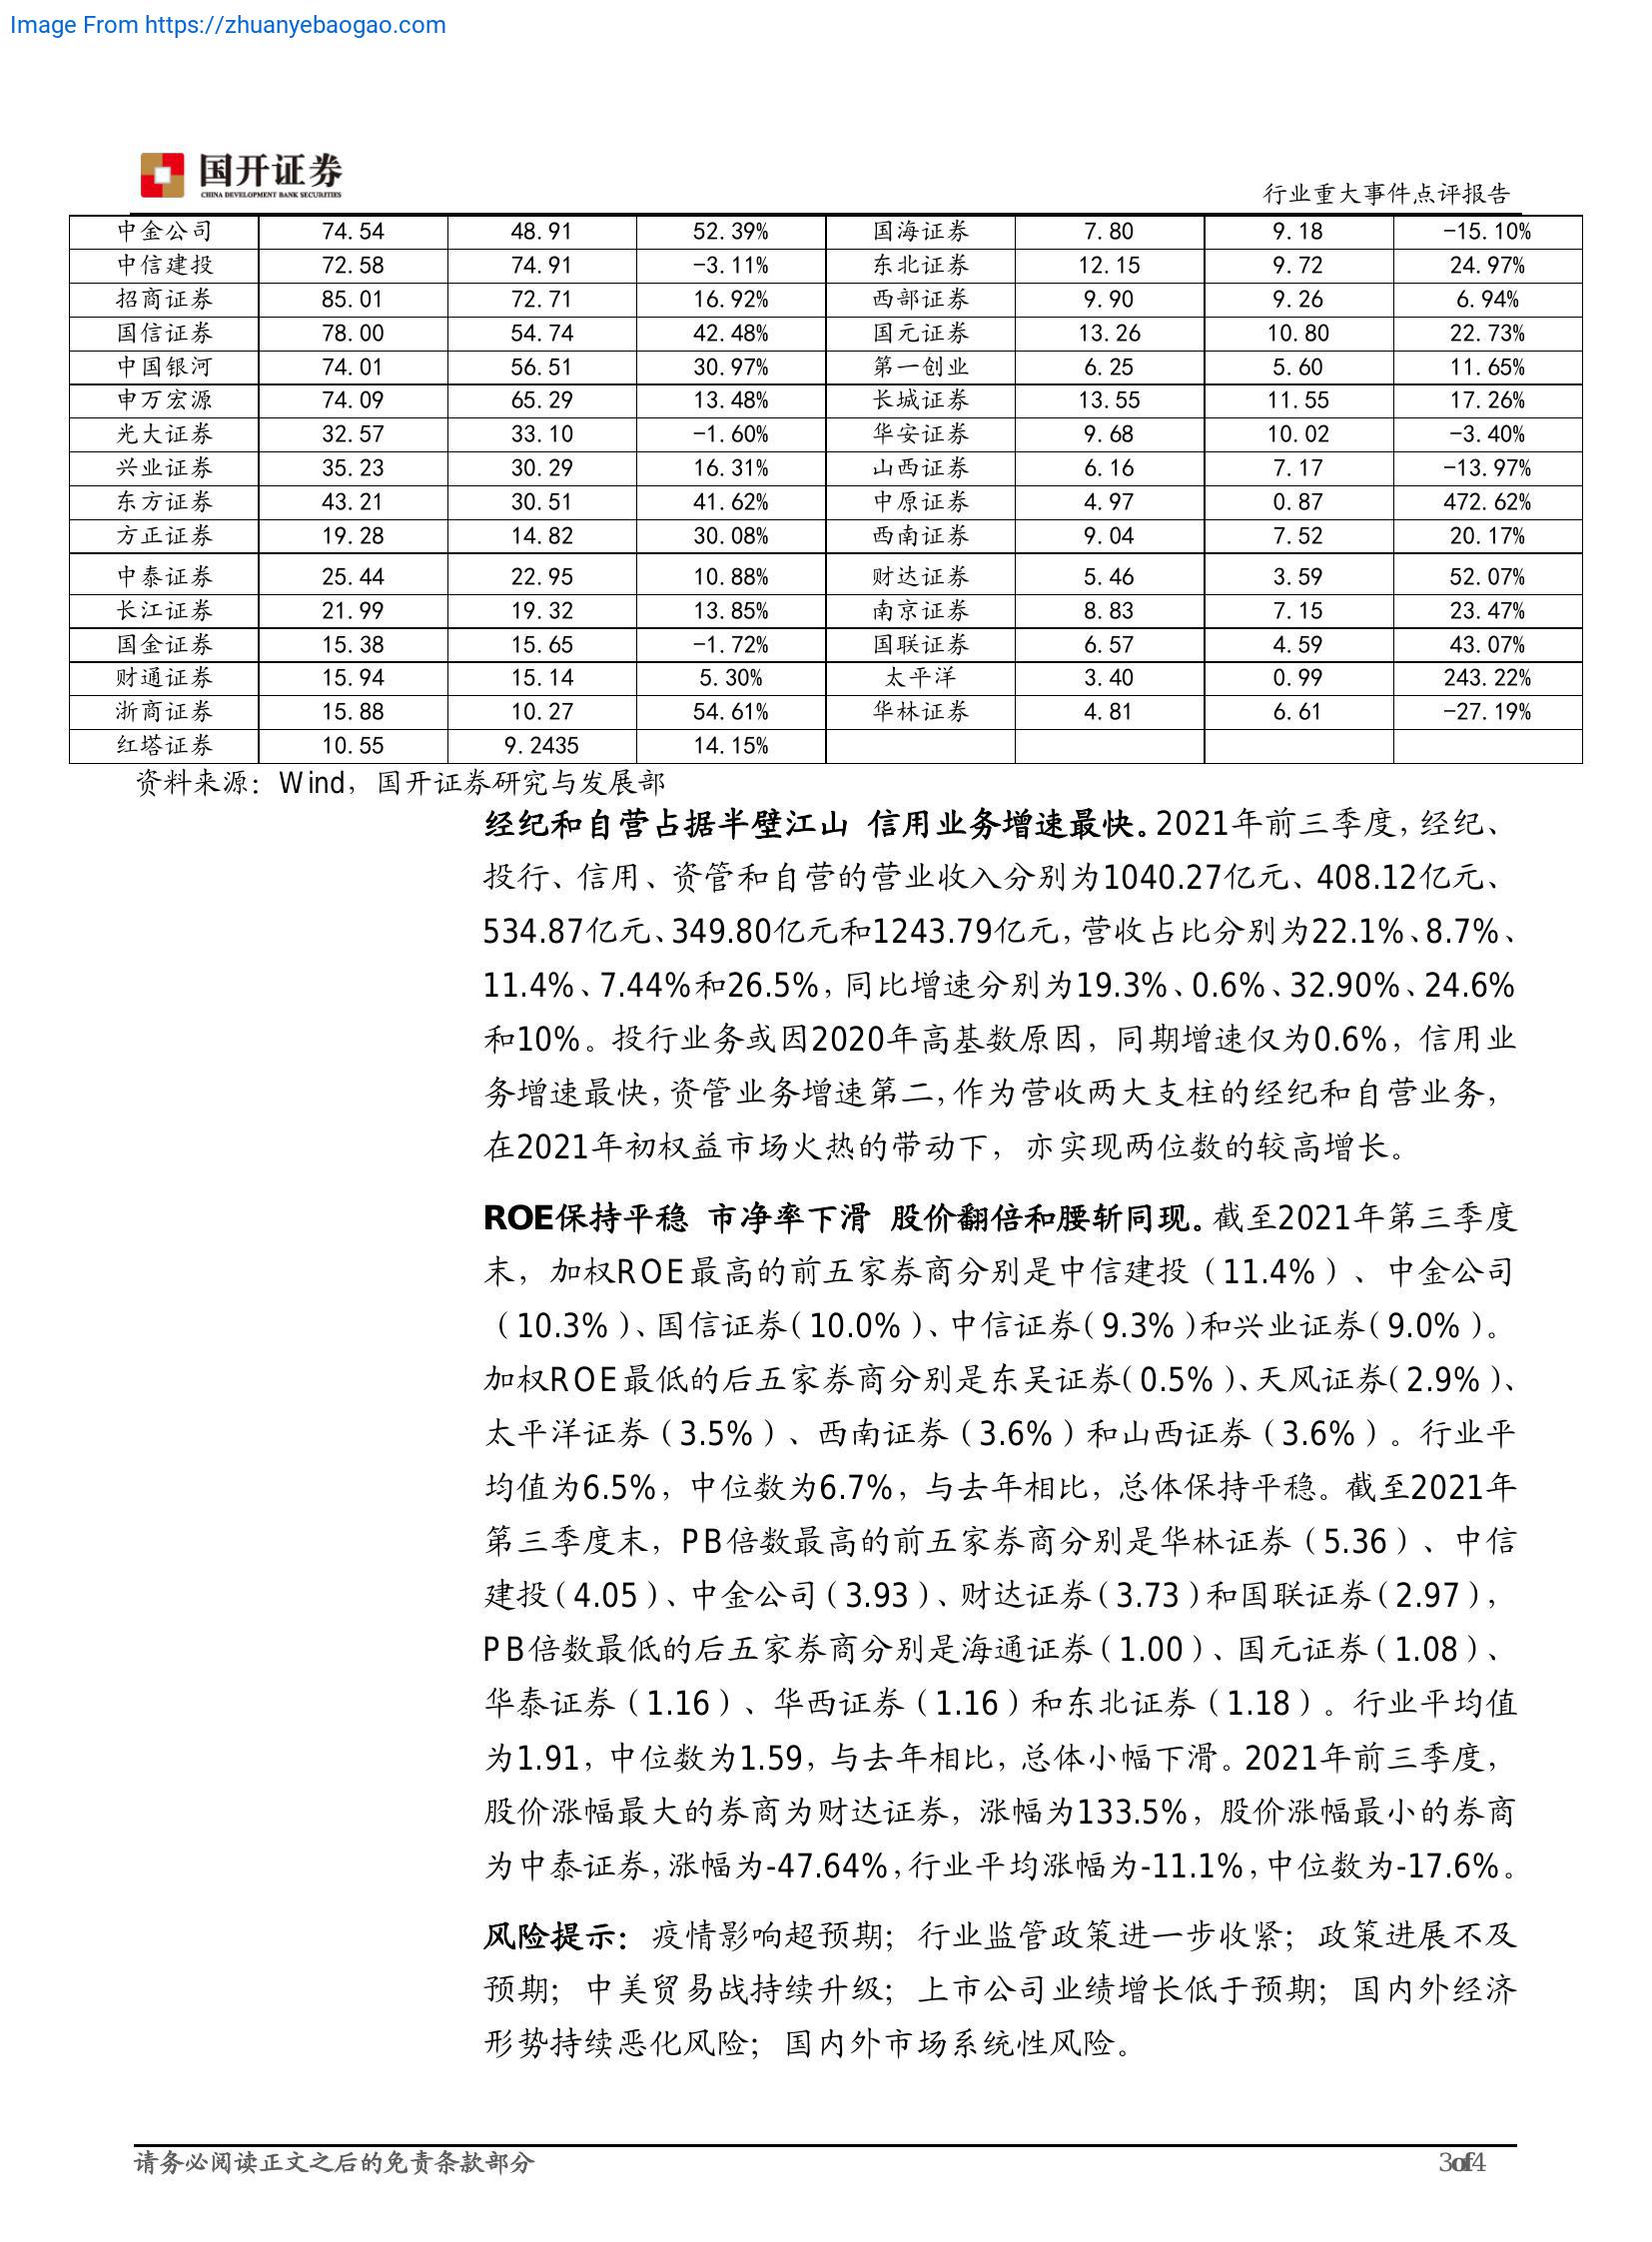 Image From https://zhuanyebaogao.com
国开证券
CHINA DEVELOPMENT BANK SECURITIES
行业重大事件点评报告
中金公司 74.54 48.91 52.39% 国海证券 7.80 9.18 -15.10%
中信建投 72.58 74.91 -3.11% 东北证券 12.15 9.72 24.97%
招商证券 85.01 72.71 16.92% 西部证券 9.90 9.26 6.94%
国信证券 78.00 54.74 42.48% 国元证券 13.26 10.80 22.73%
中国银河 74.01 56.51 30.97% 第一创业 6.25 5.60 11.65%
申万宏源 74.09 65.29 13.48% 长城证券 13.55 11.55 17.26%
光大证券 32.57 33.10 -1.60% 华安证券 9.68 10.02 -3.40%
兴业证券 35.23 30.29 16.31% 山西证券 6.16 7.17 -13.97%
东方证券 43.21 30.51 41.62% 中原证券 4.97 0.87 472.62%
方正证券 19.28 14.82 30.08% 西南证券 9.04 7.52 20.17%
中泰证券 25.44 22.95 10.88% 财达证券 5.46 3.59 52.07%
长江证券 21.99 19.32 13.85% 南京证券 8.83 7.15 23.47%
国金证券 15.38 15.65 -1.72% 国联证券 6.57 4.59 43.07%
财通证券 15.94 15.14 5.30% 太平洋 3.40 0.99 243.22%
浙商证券 15.88 10.27 54.61% 华林证券 4.81 6.61 -27.19%
红塔证券 10.55 9.2435 14.15%
资料来源：Wind，国开证券研究与发展部
经纪和自营占据半壁江山 信用业务增速最快。2021年前三季度，经纪、
投行、信用、资管和自营的营业收入分别为1040.27亿元、408.12亿元、
534.87亿元、349.80亿元和1243.79亿元，营收占比分别为22.1%、8.7%、
11.4%、7.44%和26.5%，同比增速分别为19.3%、0.6%、32.90%、24.6%
和10%。投行业务或因2020年高基数原因，同期增速仅为0.6%，信用业
务增速最快，资管业务增速第二，作为营收两大支柱的经纪和自营业务，
在2021年初权益市场火热的带动下，亦实现两位数的较高增长。
ROE保持平稳 市净率下滑 股价翻倍和腰斩同现。截至2021年第三季度
末，加权ROE最高的前五家券商分别是中信建投（11.4%）、中金公司
（10.3%）、国信证券（10.0%）、中信证券（9.3%）和兴业证券（9.0%）。
加权ROE最低的后五家券商分别是东吴证券（0.5%）、天风证券（2.9%）、
太平洋证券（3.5%）、西南证券（3.6%）和山西证券（3.6%）。行业平
均值为6.5%，中位数为6.7%，与去年相比，总体保持平稳。截至2021年
第三季度末，PB倍数最高的前五家券商分别是华林证券（5.36）、中信
建投（4.05）、中金公司（3.93）、财达证券（3.73）和国联证券（2.97），
PB倍数最低的后五家券商分别是海通证券（1.00）、国元证券（1.08）、
华泰证券（1.16）、华西证券（1.16）和东北证券（1.18）。行业平均值
为1.91，中位数为1.59，与去年相比，总体小幅下滑。2021年前三季度，
股价涨幅最大的券商为财达证券，涨幅为133.5%，股价涨幅最小的券商
为中泰证券，涨幅为-47.64%，行业平均涨幅为-11.1%，中位数为-17.6%。
风险提示：疫情影响超预期；行业监管政策进一步收紧；政策进展不及
预期；中美贸易战持续升级；上市公司业绩增长低于预期；国内外经济
形势持续恶化风险；国内外市场系统性风险。
请务必阅读正文之后的免责条款部分
3of4